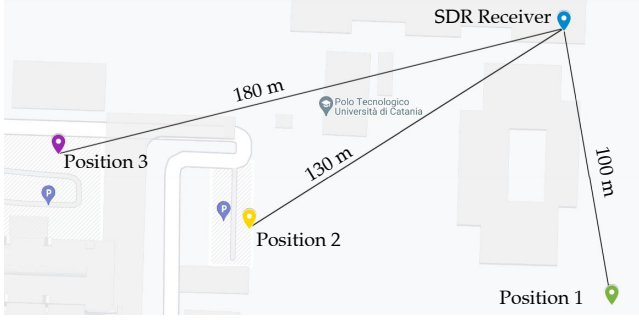 SDR Receiver
180 m
Polo Tecnologico
Università di Catania
130 m
100 m
Position 3
P
P
Position 2
Position 1